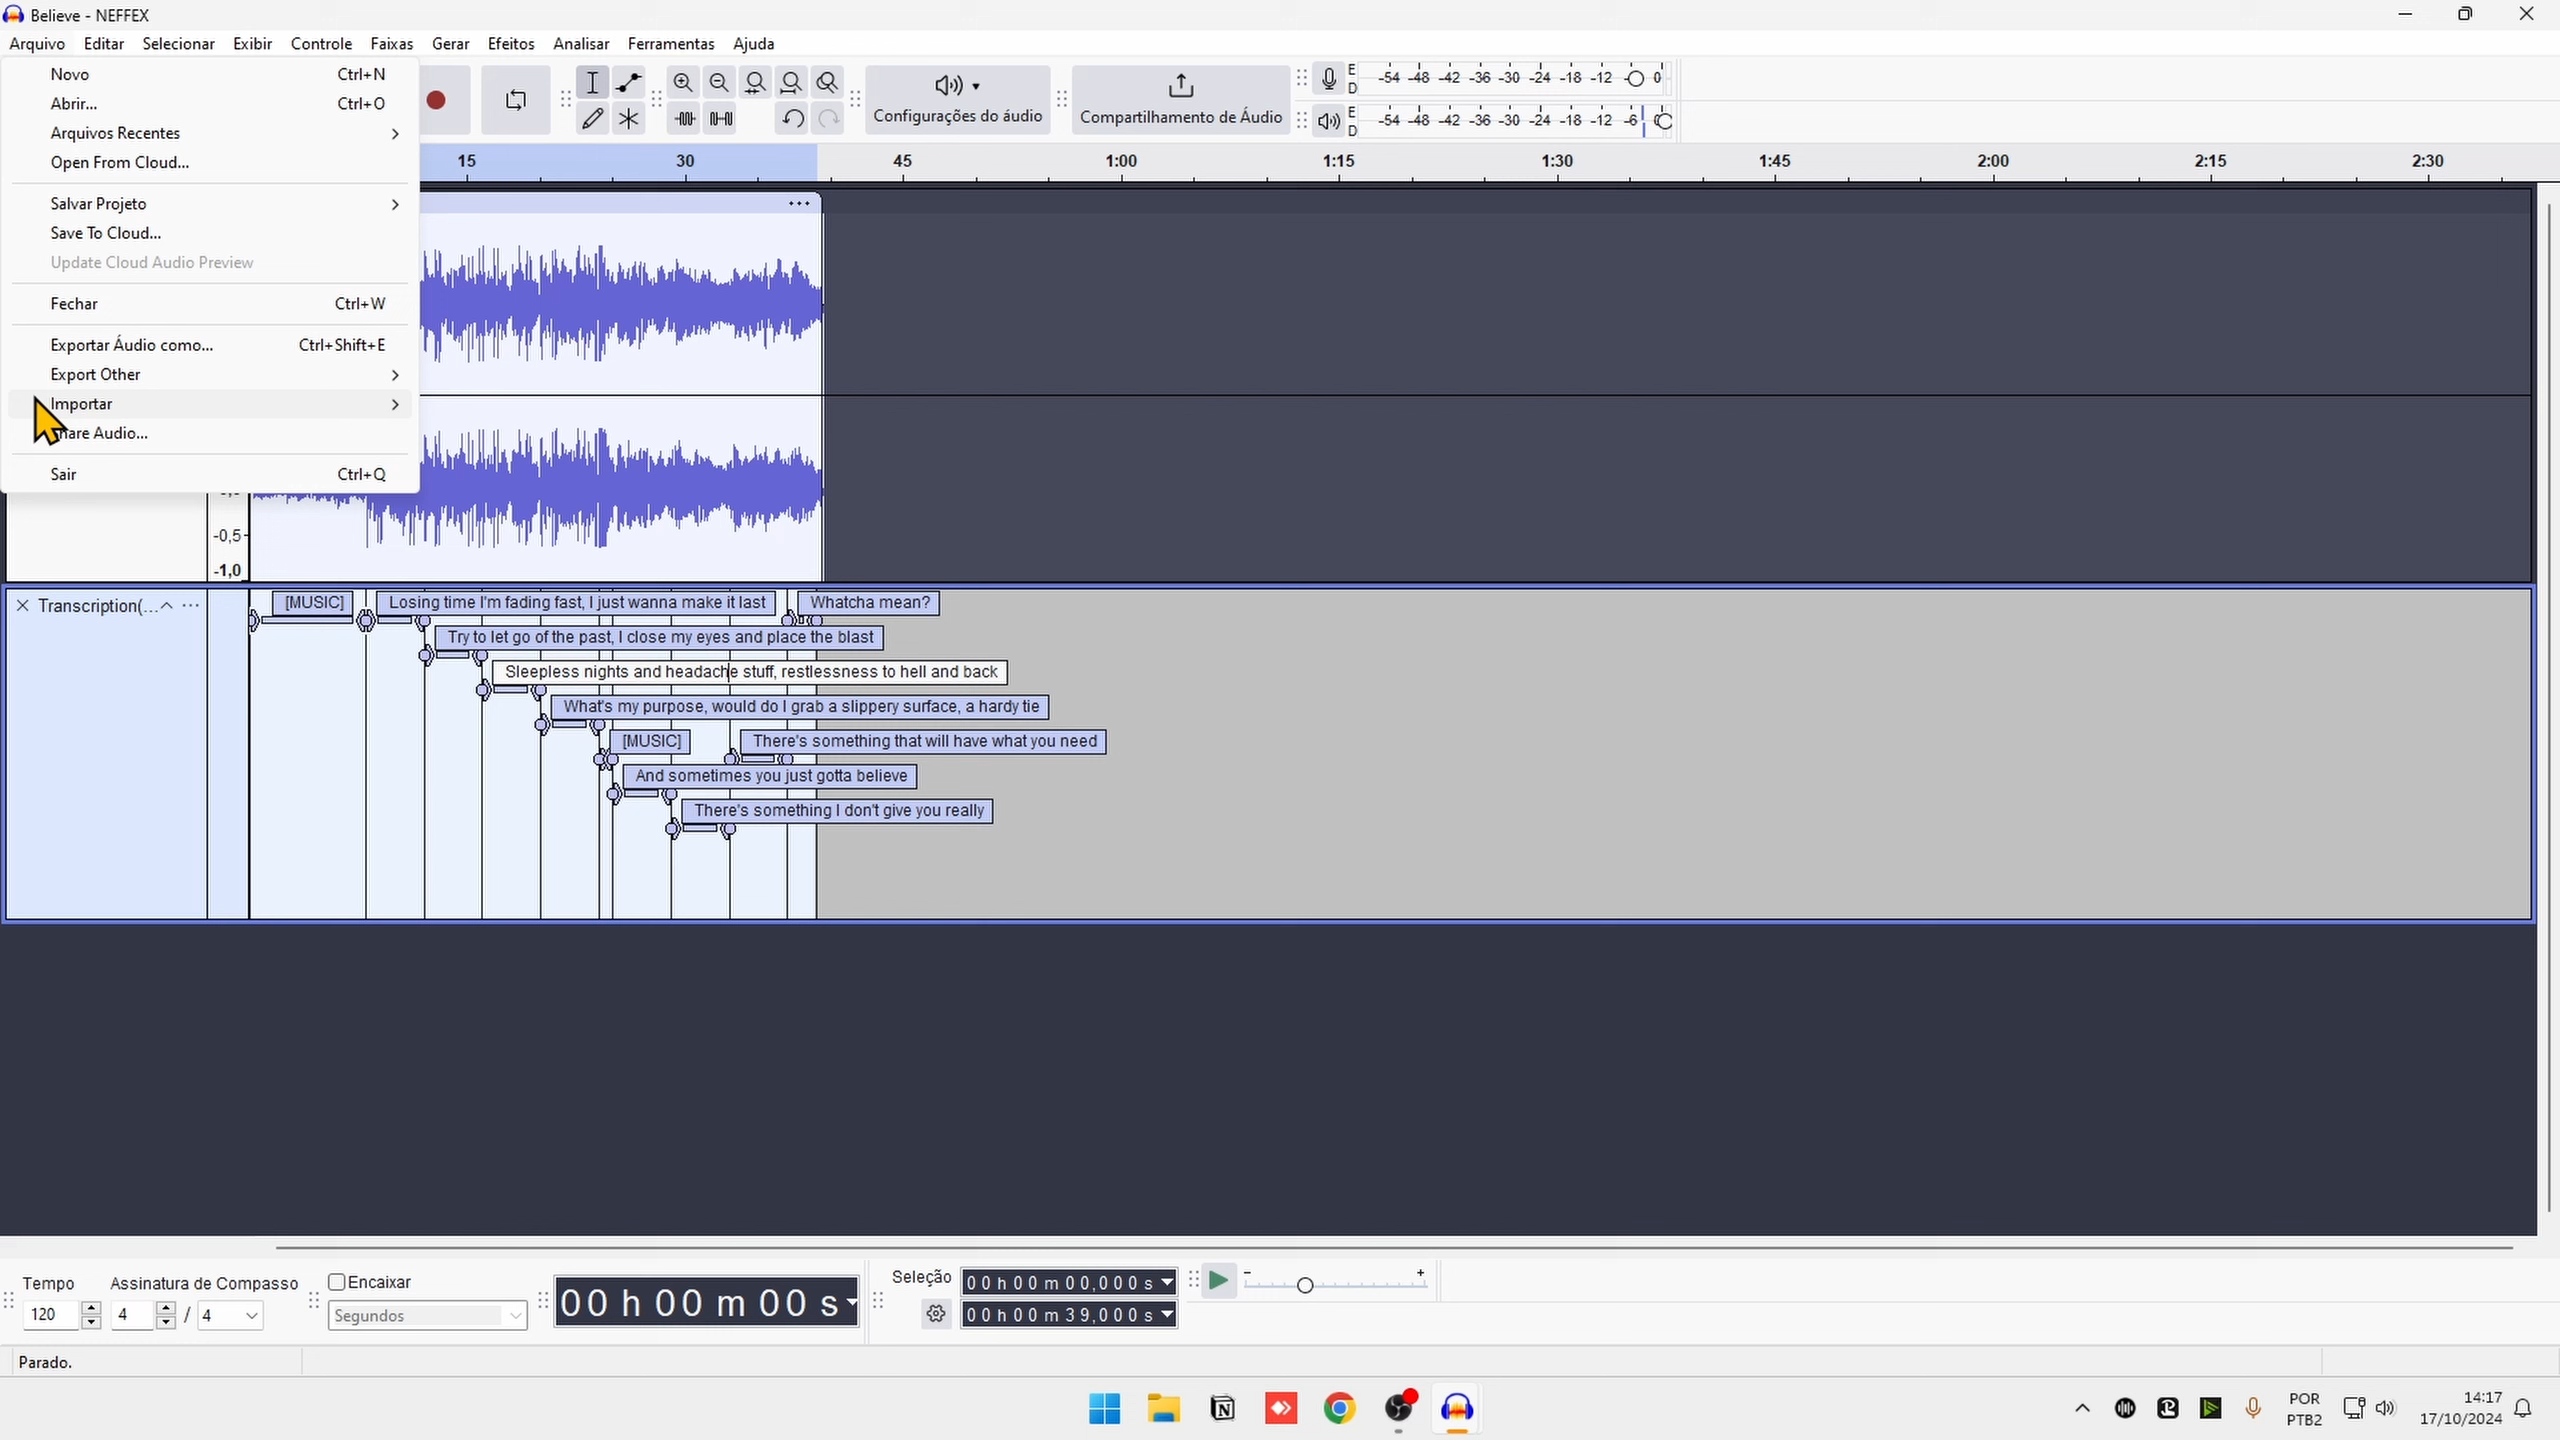 Believe - NEFFEX
Arquivo Editar Selecionar Exibir Controle Faixas Gerar Efeitos Analisar Ferramentas Ajuda
Novo Ctrl+N
Abrir... Ctrl+O
Arquivos Recentes
Open From Cloud...
Salvar Projeto
Save To Cloud...
Update Cloud Audio Preview
Fechar Ctrl+W
Exportar Áudio como... Ctrl+Shift+E
Export Other
Importar
hare Audio...
Sair Ctrl+Q
Configurações do áudio
Compartilhamento de Áudio
E
D
-54 -48 -42 -36 -30 -24 -18 -12 0
E
D
-54 -48 -42 -36 -30 -24 -18 -12 -6
15 30 45 1:00 1:15 1:30 1:45 2:00 2:15 2:30
-0,5
-1,0
Transcription(...
[MUSIC] Losing time I'm fading fast, I just wanna make it last Whatcha mean?
Try to let go of the past, I close my eyes and place the blast
Sleepless nights and headache stuff, restlessness to hell and back
What's my purpose, would do I grab a slippery surface, a hardy tie
[MUSIC] There's something that will have what you need
And sometimes you just gotta believe
There's something I don't give you really
Tempo Assinatura de Compasso Encaixar
120 4 / 4 Segundos
00 h 00 m 00 s
Seleção 00 h 00 m 00,000 s
00 h 00 m 39,000 s
- +
Parado.
POR
PTB2
14:17
17/10/2024